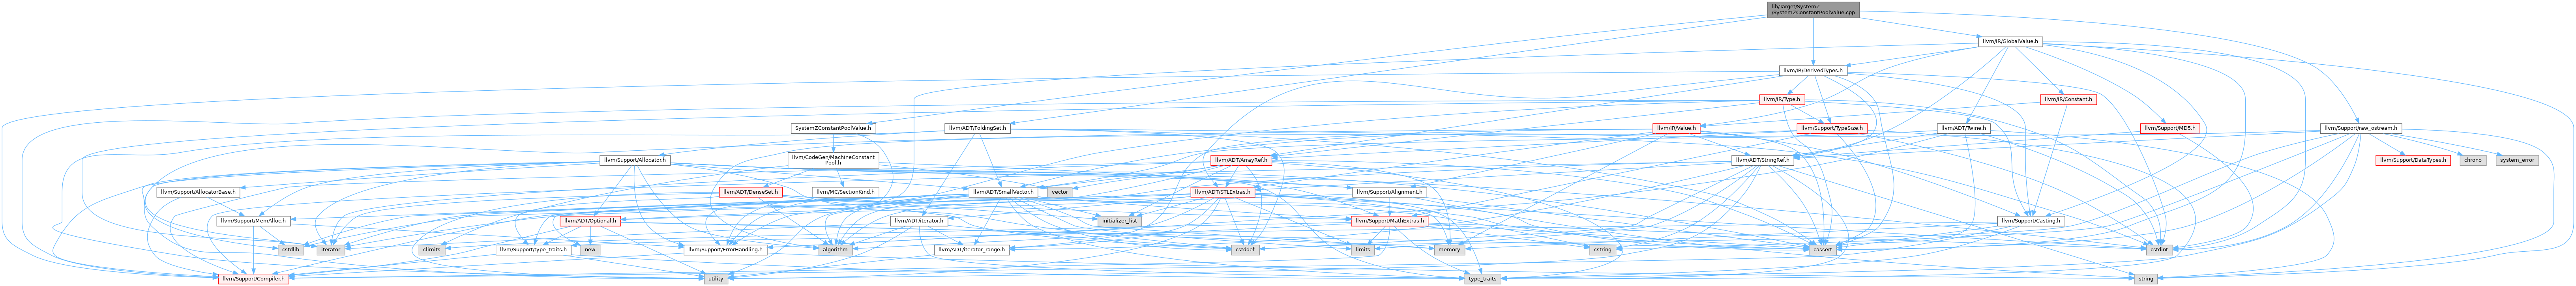 lib/Target/SystemZ
/SystemZConstantPoolValue.cpp
llvm/IR/GlobalValue.h
llvm/IR/DerivedTypes.h
llvm/IR/Type.h
llvm/IR/Constant.h
SystemZConstantPoolValue.h
llvm/ADT/FoldingSet.h
llvm/IR/Value.h
llvm/Support/TypeSize.h
llvm/ADT/Twine.h
llvm/Support/MD5.h
llvm/Support/raw_ostream.h
llvm/Support/Allocator.h
llvm/CodeGen/MachineConstant
Pool.h
llvm/ADT/ArrayRef.h
llvm/ADT/StringRef.h
llvm/Support/DataTypes.h
chrono
system_error
llvm/Support/AllocatorBase.h
llvm/ADT/DenseSet.h
llvm/MC/SectionKind.h
llvm/ADT/SmallVector.h
vector
llvm/ADT/STLExtras.h
llvm/Support/Alignment.h
llvm/Support/MemAlloc.h
llvm/ADT/Optional.h
llvm/ADT/iterator.h
initializer_list
llvm/Support/MathExtras.h
llvm/Support/Casting.h
cstdlib
iterator
climits
llvm/Support/type_traits.h
new
llvm/Support/ErrorHandling.h
algorithm
llvm/ADT/iterator_range.h
cstddef
limits
memory
cstring
cassert
cstdint
llvm/Support/Compiler.h
utility
type_traits
string